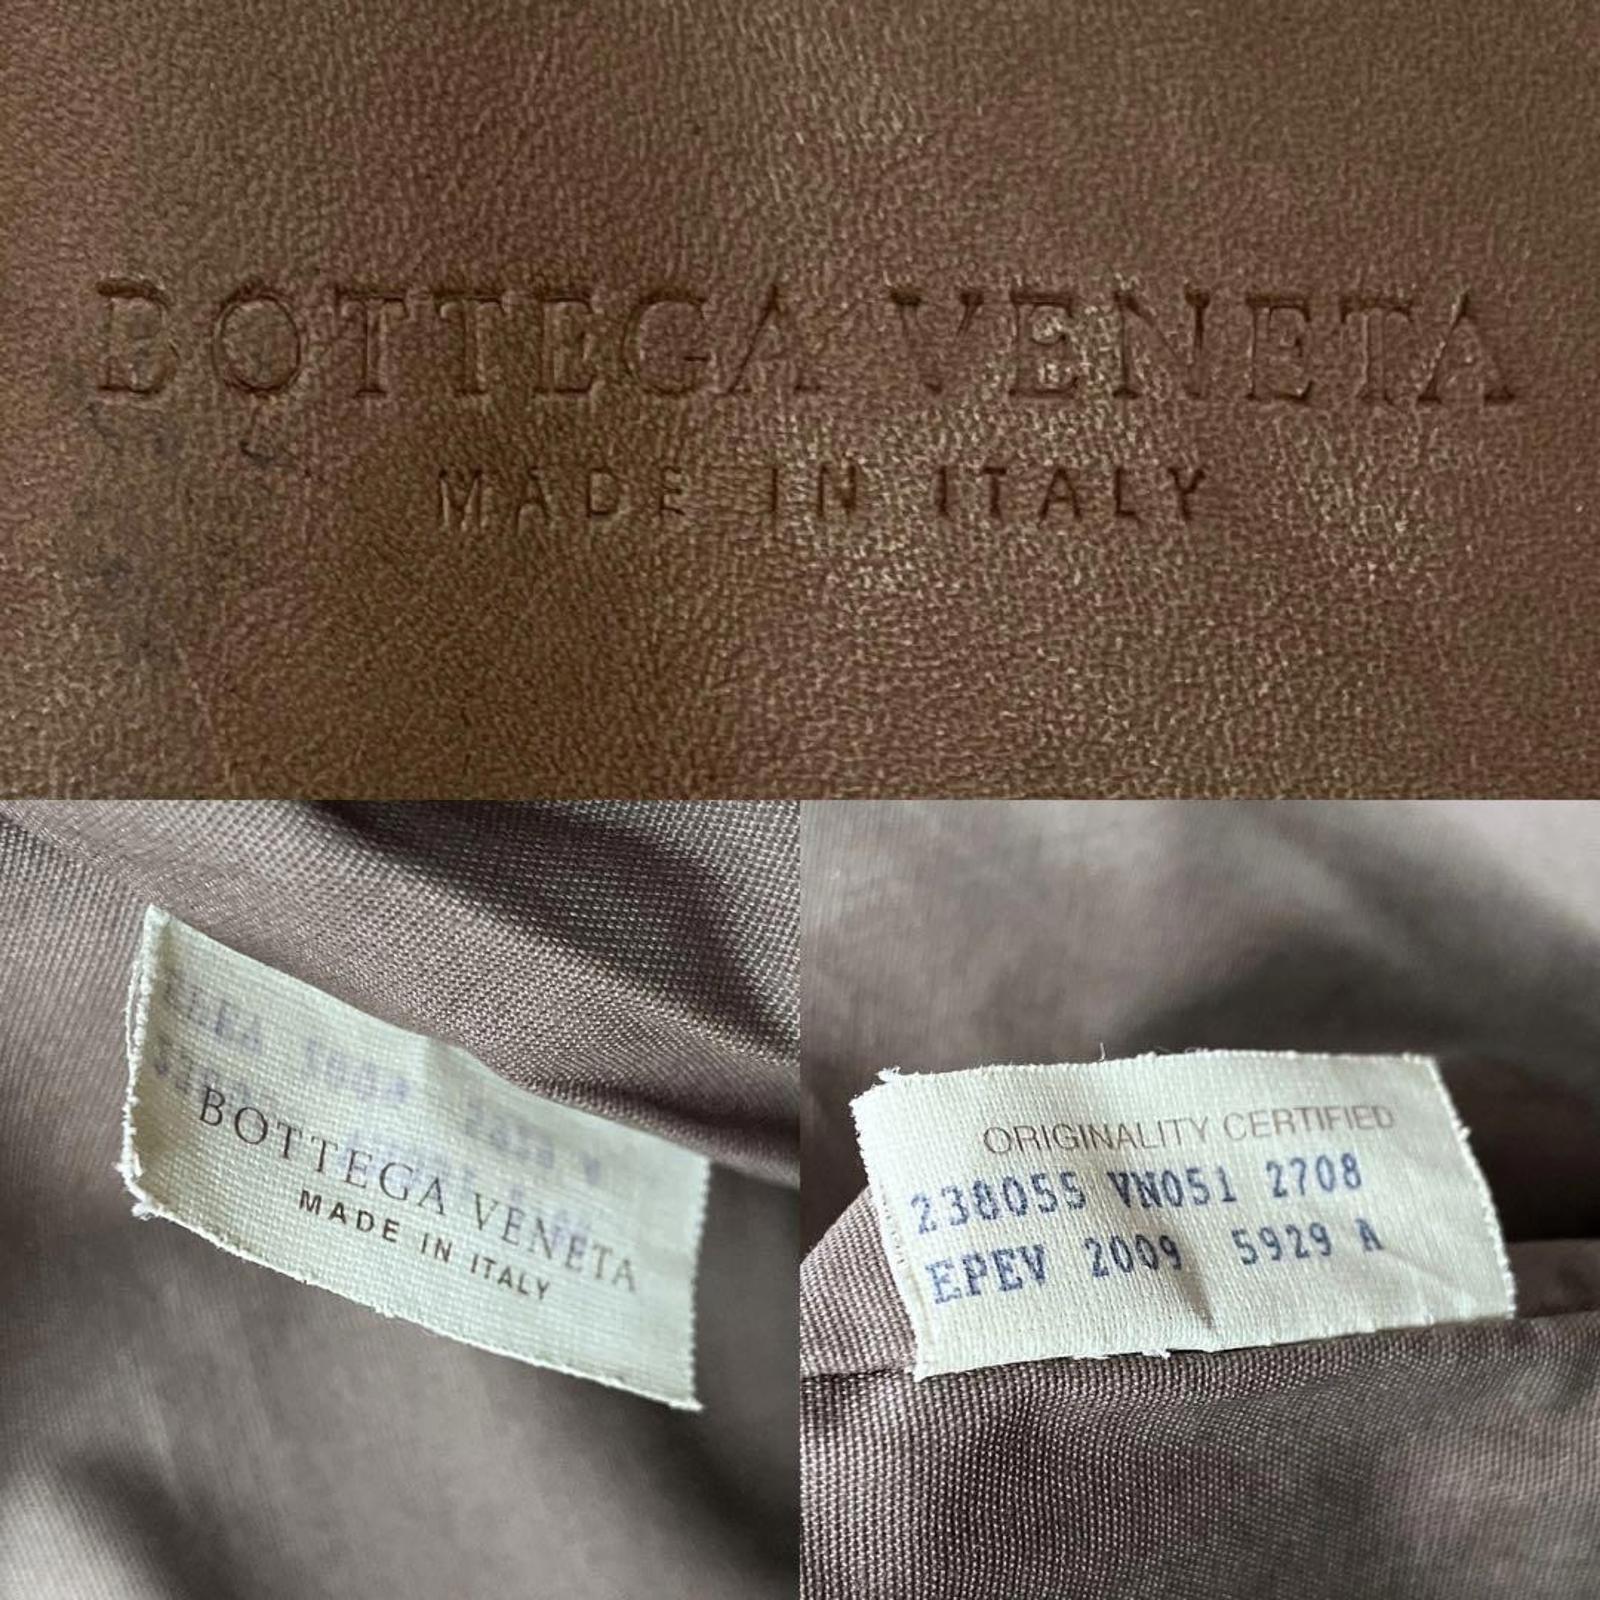 BOTTEGA VENETA
MADE IN ITALY
BOTTEGA VENETA
MADE IN ITALY
ORIGINALITY CERTIFIED
238055 VN051 2708
EPEV 2009 5929 A